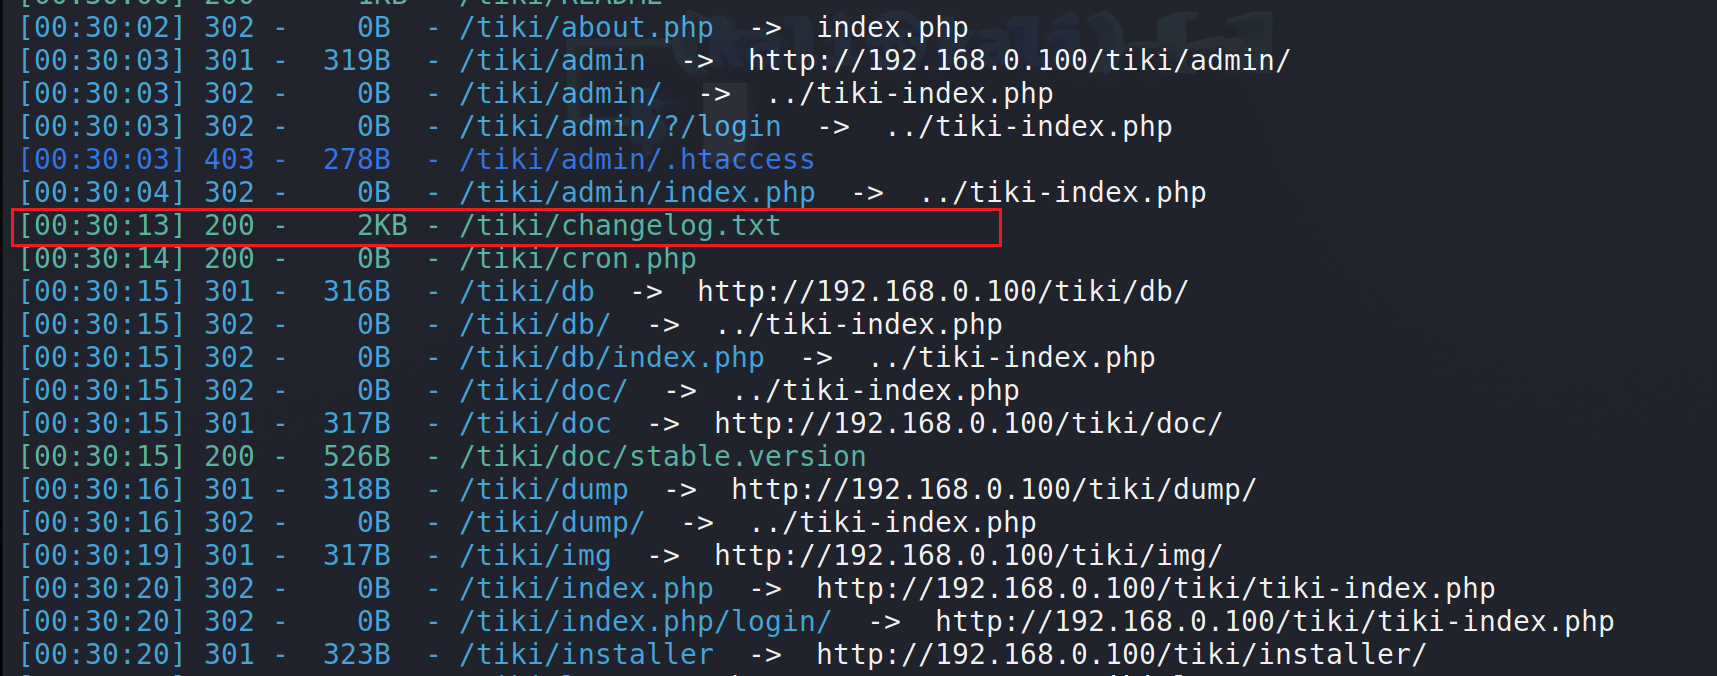 [00:30:00] 200 -    1KB - /tiki/README
[00:30:02] 302 -    0B  - /tiki/about.php  ->  index.php
[00:30:03] 301 -  319B  - /tiki/admin  ->  http://192.168.0.100/tiki/admin/
[00:30:03] 302 -    0B  - /tiki/admin/  ->  ../tiki-index.php
[00:30:03] 302 -    0B  - /tiki/admin/?/login  ->  ../tiki-index.php
[00:30:03] 403 -  278B  - /tiki/admin/.htaccess
[00:30:04] 302 -    0B  - /tiki/admin/index.php  ->  ../tiki-index.php
[00:30:13] 200 -    2KB - /tiki/changelog.txt
[00:30:14] 200 -    0B  - /tiki/cron.php
[00:30:15] 301 -  316B  - /tiki/db  ->  http://192.168.0.100/tiki/db/
[00:30:15] 302 -    0B  - /tiki/db/  ->  ../tiki-index.php
[00:30:15] 302 -    0B  - /tiki/db/index.php  ->  ../tiki-index.php
[00:30:15] 302 -    0B  - /tiki/doc/  ->  ../tiki-index.php
[00:30:15] 301 -  317B  - /tiki/doc  ->  http://192.168.0.100/tiki/doc/
[00:30:15] 200 -  526B  - /tiki/doc/stable.version
[00:30:16] 301 -  318B  - /tiki/dump  ->  http://192.168.0.100/tiki/dump/
[00:30:16] 302 -    0B  - /tiki/dump/  ->  ../tiki-index.php
[00:30:19] 301 -  317B  - /tiki/img  ->  http://192.168.0.100/tiki/img/
[00:30:20] 302 -    0B  - /tiki/index.php  ->  http://192.168.0.100/tiki/tiki-index.php
[00:30:20] 302 -    0B  - /tiki/index.php/login/  ->  http://192.168.0.100/tiki/tiki-index.php
[00:30:20] 301 -  323B  - /tiki/installer  ->  http://192.168.0.100/tiki/installer/